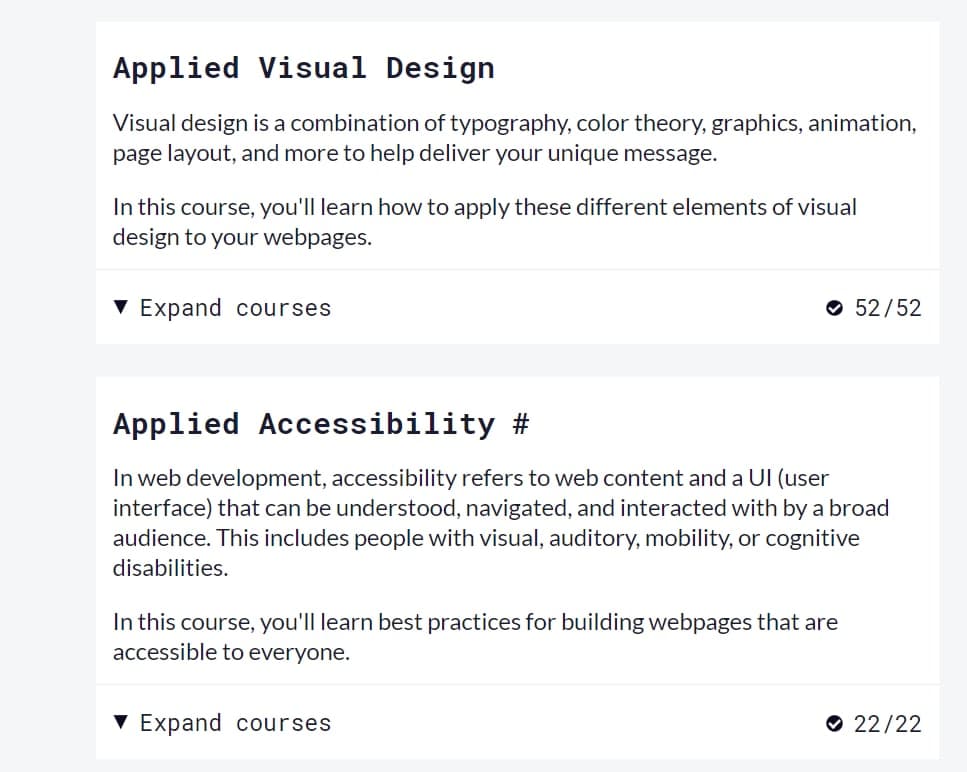 Applied Visual Design
Visual design is a combination of typography, color theory, graphics, animation,
page layout, and more to help deliver your unique message.
In this course, you'll learn how to apply these different elements of visual
design to your webpages.
▼ Expand courses 52/52
Applied Accessibility #
In web development, accessibility refers to web content and a UI (user
interface) that can be understood, navigated, and interacted with by a broad
audience. This includes people with visual, auditory, mobility, or cognitive
disabilities.
In this course, you'll learn best practices for building webpages that are
accessible to everyone.
▼ Expand courses 22/22